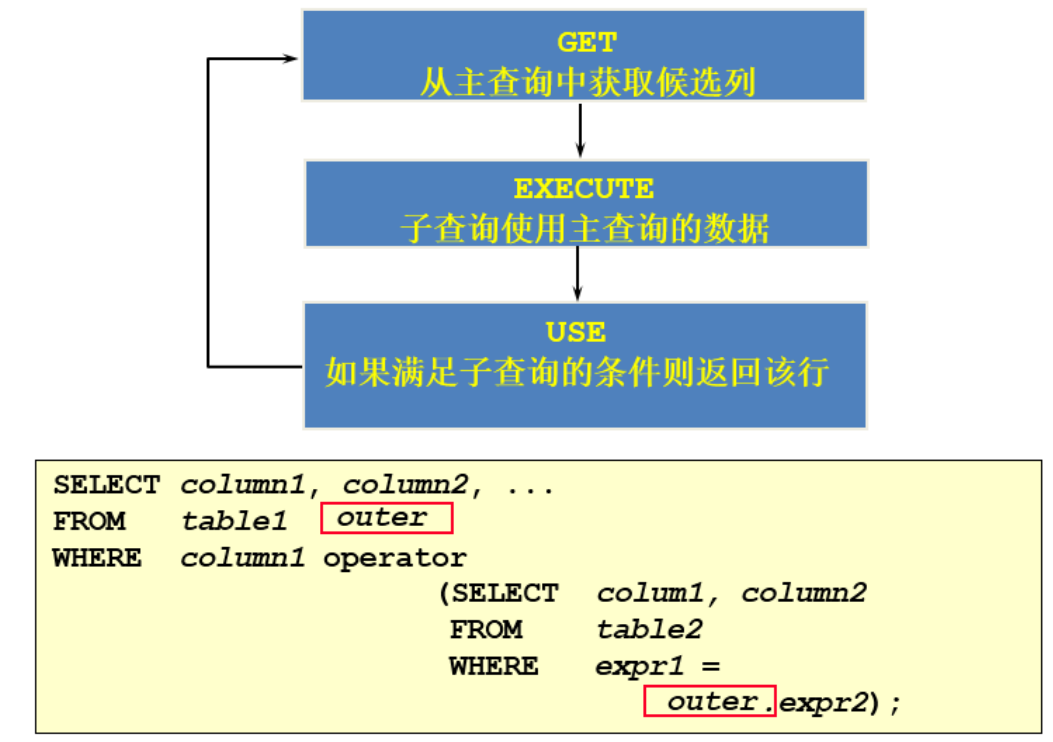 GET
从主查询中获取候选列
EXECUTE
子查询使用主查询的数据
USE
如果满足子查询的条件则返回该行
SELECT column1, column2, ...
FROM table1 outer
WHERE column1 operator
(SELECT colum1, column2
FROM table2
WHERE expr1 =
outer.expr2);